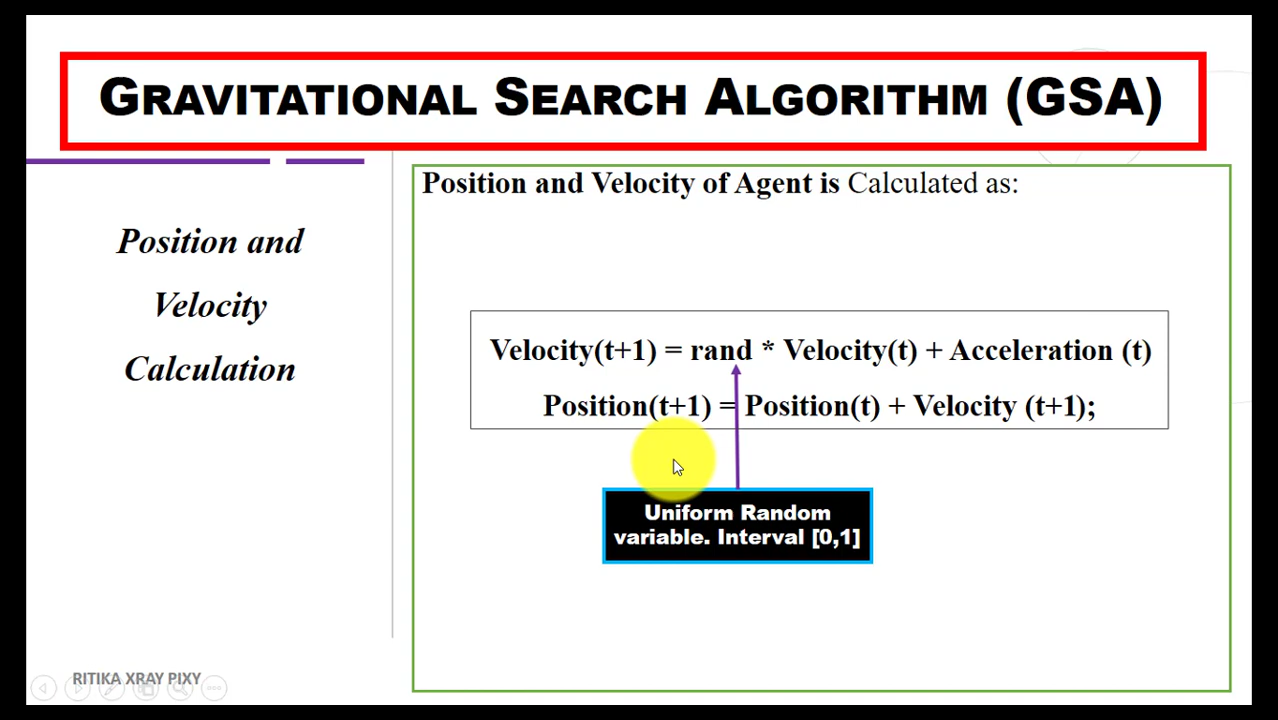 GRAVITATIONAL SEARCH ALGORITHM (GSA)
Position and
Velocity
Calculation
Position and Velocity of Agent is Calculated as:
Velocity(t+1) = rand * Velocity(t) + Acceleration (t)
Position(t+1) = Position(t) + Velocity (t+1);
Uniform Random
variable. Interval [0,1]
RITIKA XRAY PIXY